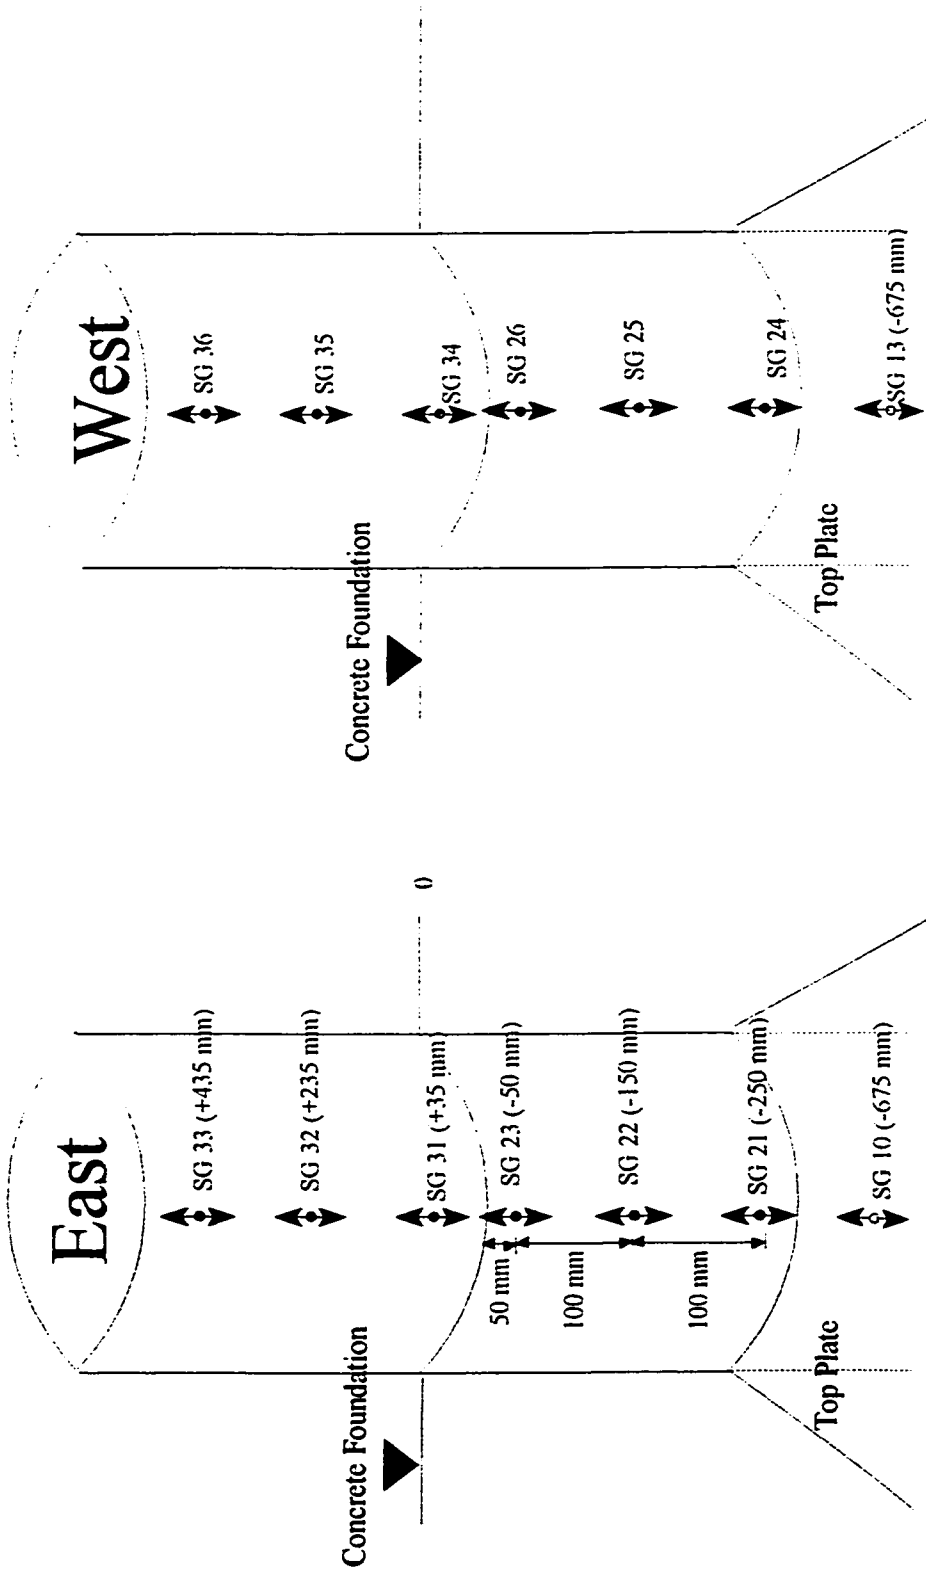 East
SG 33 (+435 mm)
SG 32 (+235 mm)
Concrete Foundation
0
SG 31 (+35 mm)
50 mm
SG 23 (-50 mm)
100 mm
SG 22 (-150 mm)
100 mm
SG 21 (-250 mm)
Top Plate
SG 10 (-675 mm)
West
SG 36
SG 35
Concrete Foundation
SG 34
SG 26
SG 25
SG 24
Top Plate
SG 13 (-675 mm)